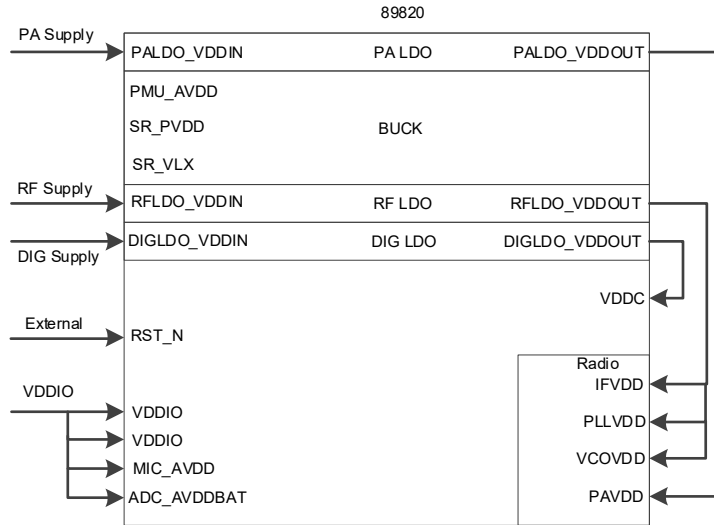 89820
PA Supply
PALDO_VDDIN PA LDO PALDO_VDDOUT
PMU_AVDD
SR_PVDD BUCK
SR_VLX
RF Supply
RFLDO_VDDIN RF LDO RFLDO_VDDOUT
DIGLDO_VDDIN DIG LDO DIGLDO_VDDOUT
DIG Supply
VDDC
External
RST_N
Radio
IFVDD
VDDIO
VDDIO PLLVDD
VDDIO
MIC_AVDD VCOVDD
ADC_AVDDBAT PAVDD